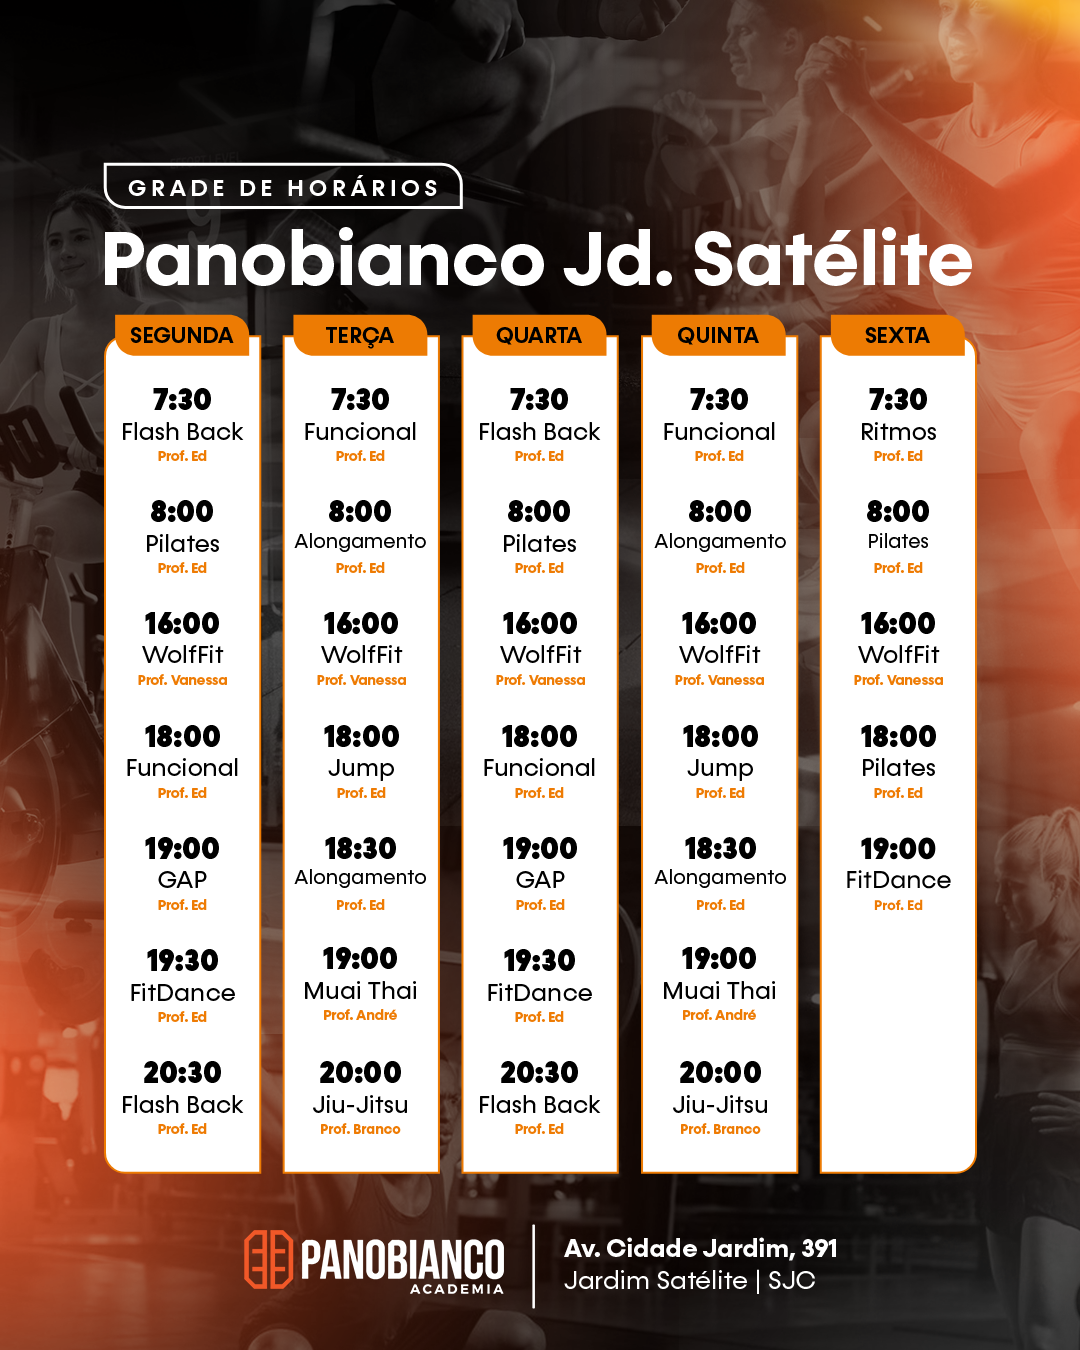 GRADE DE HORÁRIOS
Panobianco Jd. Satélite
SEGUNDA
7:30
Flash Back
Prof. Ed
8:00
Pilates
Prof. Ed
16:00
WolfFit
Prof. Vanessa
18:00
Funcional
Prof. Ed
19:00
GAP
Prof. Ed
19:30
FitDance
Prof. Ed
20:30
Flash Back
Prof. Ed
TERÇA
7:30
Funcional
Prof. Ed
8:00
Alongamento
Prof. Ed
16:00
WolfFit
Prof. Vanessa
18:00
Jump
Prof. Ed
18:30
Alongamento
Prof. Ed
19:00
Muai Thai
Prof. André
20:00
Jiu-Jitsu
Prof. Branco
QUARTA
7:30
Flash Back
Prof. Ed
8:00
Pilates
Prof. Ed
16:00
WolfFit
Prof. Vanessa
18:00
Funcional
Prof. Ed
19:00
GAP
Prof. Ed
19:30
FitDance
Prof. Ed
20:30
Flash Back
Prof. Ed
QUINTA
7:30
Funcional
Prof. Ed
8:00
Alongamento
Prof. Ed
16:00
WolfFit
Prof. Vanessa
18:00
Jump
Prof. Ed
18:30
Alongamento
Prof. Ed
19:00
Muai Thai
Prof. André
20:00
Jiu-Jitsu
Prof. Branco
SEXTA
7:30
Ritmos
Prof. Ed
8:00
Pilates
Prof. Ed
16:00
WolfFit
Prof. Vanessa
18:00
Pilates
Prof. Ed
19:00
FitDance
Prof. Ed
PANOBIANCO
ACADEMIA
Av. Cidade Jardim, 391
Jardim Satélite | SJC